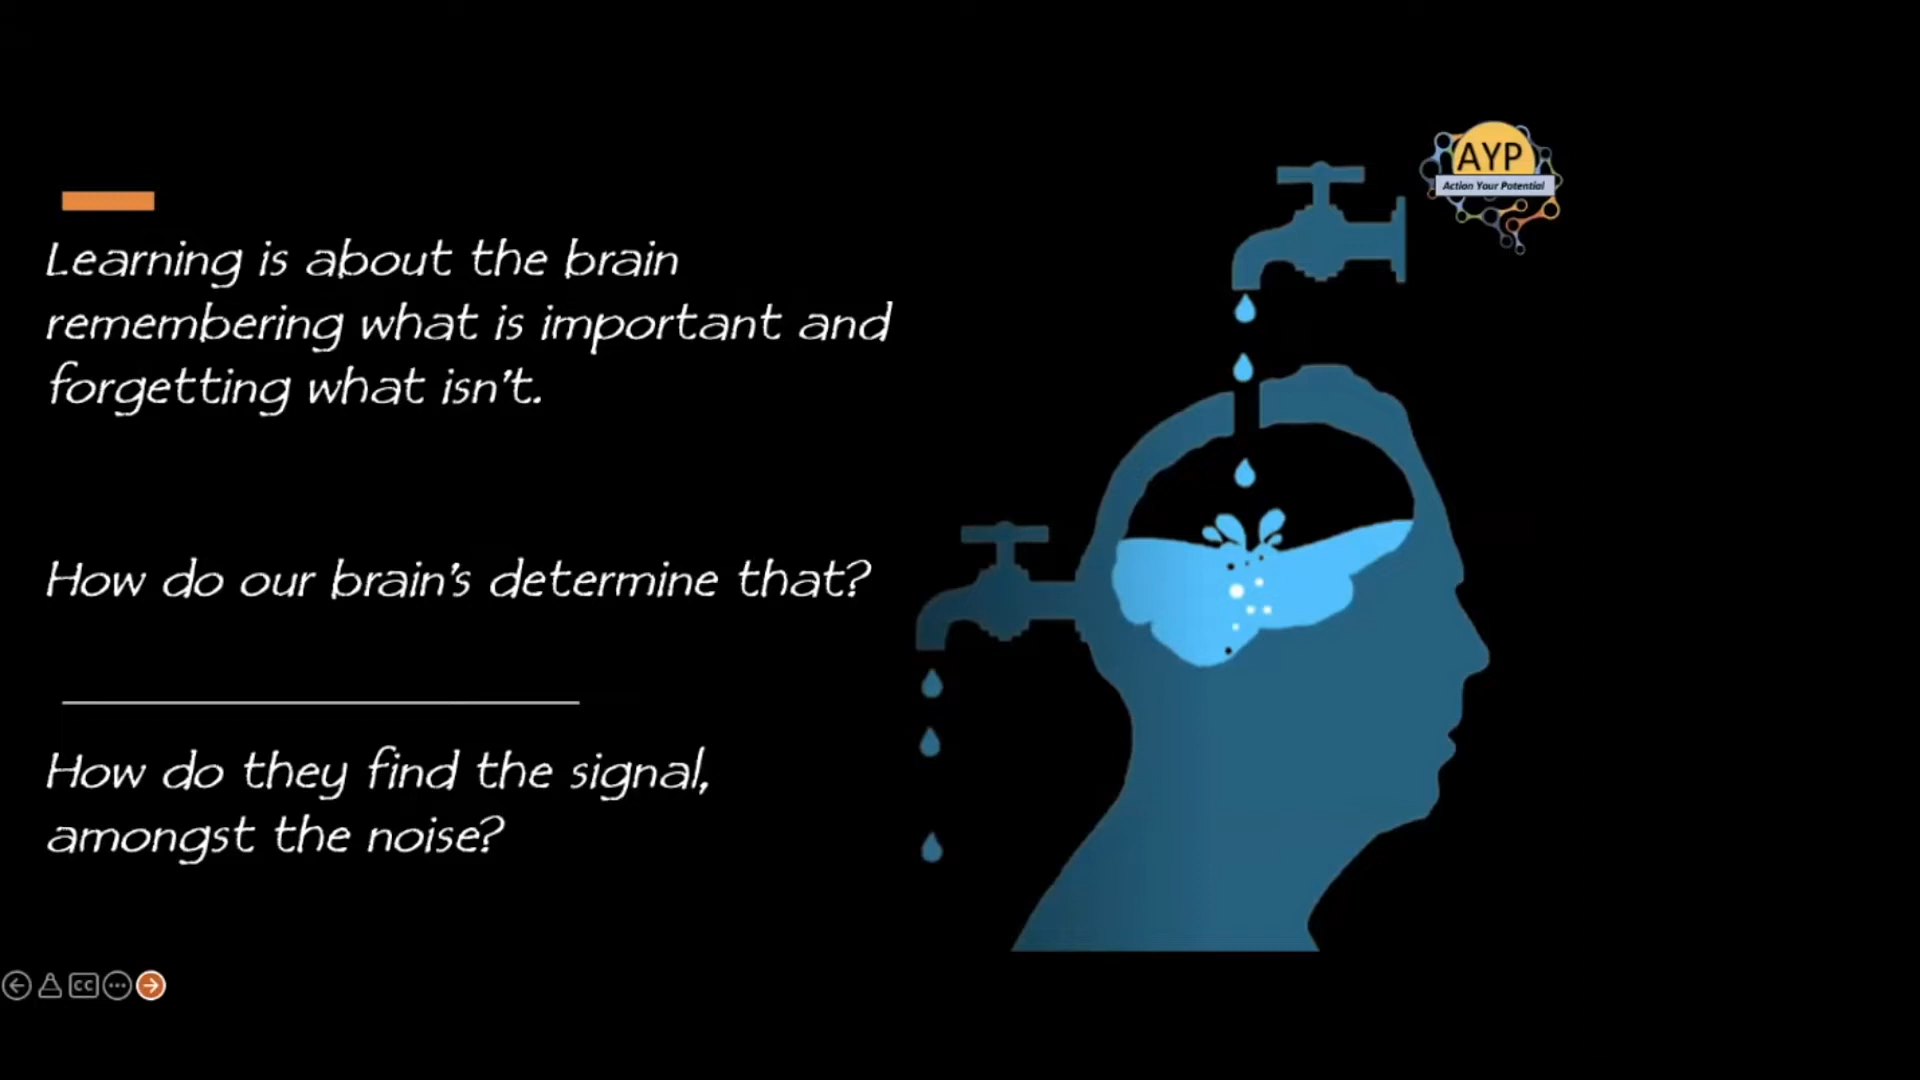 Learning is about the brain
remembering what is important and
forgetting what isn't.
How do our brain's determine that?
How do they find the signal,
amongst the noise?
AYP
Action Your Potential
CC